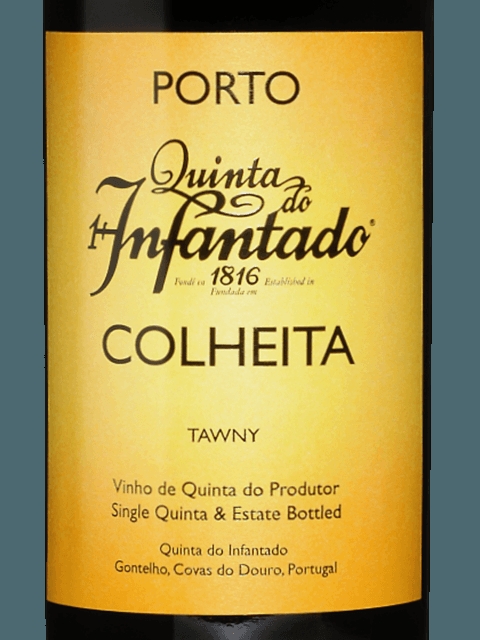 PORTO
Quinta
do
Infantado®
1816
Fondé en Established in
Fundada em
COLHEITA
TAWNY
Vinho de Quinta do Produtor
Single Quinta & Estate Bottled
Quinta do Infantado
Gontelho, Covas do Douro, Portugal